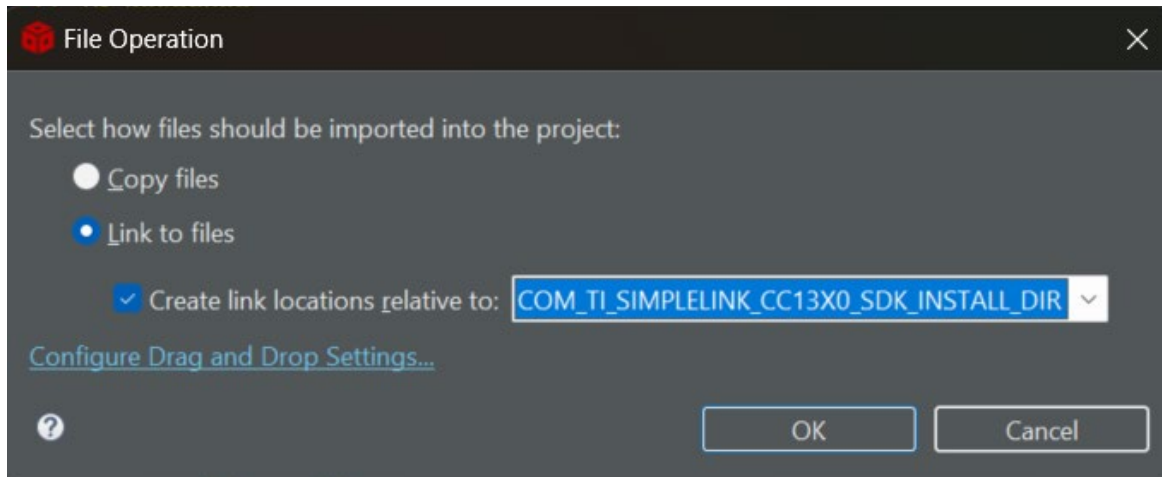 File Operation
Select how files should be imported into the project:
Copy files
Link to files
Create link locations relative to: COM_TI_SIMPLELINK_CC13X0_SDK_INSTALL_DIR
Configure Drag and Drop Settings...
? OK Cancel